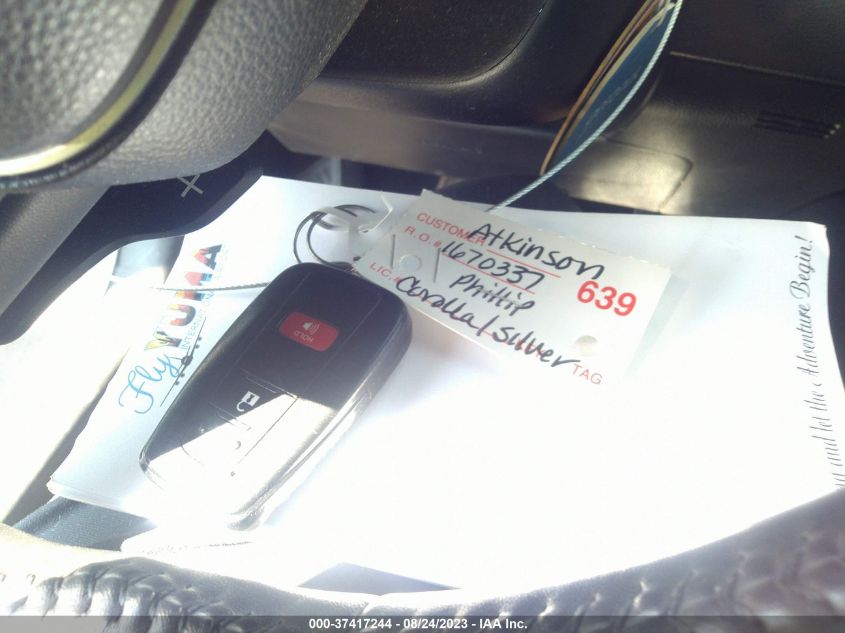 CUSTOMER Atkinson
R.O.# 1670337
Phillip 639
LIC.# Corolla / Silver
TAG
HOLD
Fly YUMA
INTERNATIONAL
and let the Adventure Begin!
000-37417244 - 08/24/2023 - IAA Inc.